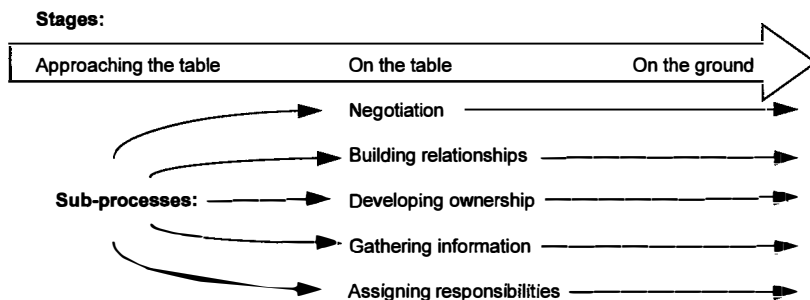 Stages:
Approaching the table On the table On the ground
Negotiation
Building relationships
Sub-processes: Developing ownership
Gathering information
Assigning responsibilities